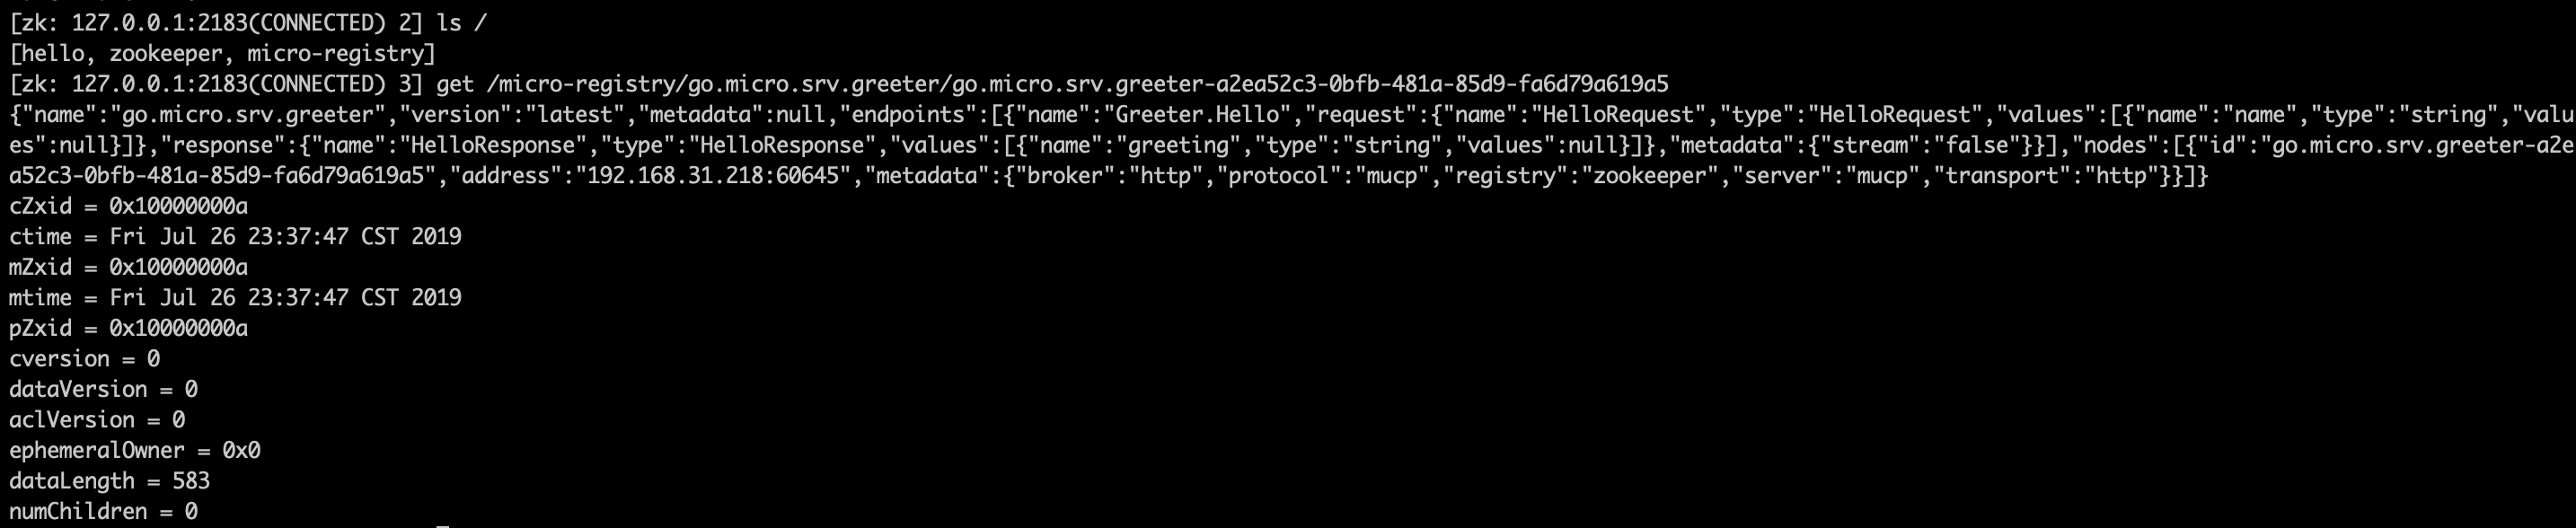 [zk: 127.0.0.1:2183(CONNECTED) 2] ls /
[hello, zookeeper, micro-registry]
[zk: 127.0.0.1:2183(CONNECTED) 3] get /micro-registry/go.micro.srv.greeter/go.micro.srv.greeter-a2ea52c3-0bfb-481a-85d9-fa6d79a619a5
{"name":"go.micro.srv.greeter","version":"latest","metadata":null,"endpoints":[{"name":"Greeter.Hello","request":{"name":"HelloRequest","type":"HelloRequest","values":[{"name":"name","type":"string","valu
es":null}]},"response":{"name":"HelloResponse","type":"HelloResponse","values":[{"name":"greeting","type":"string","values":null}]},"metadata":{"stream":"false"}}],"nodes":[{"id":"go.micro.srv.greeter-a2e
a52c3-0bfb-481a-85d9-fa6d79a619a5","address":"192.168.31.218:60645","metadata":{"broker":"http","protocol":"mucp","registry":"zookeeper","server":"mucp","transport":"http"}}]}
cZxid = 0x10000000a
ctime = Fri Jul 26 23:37:47 CST 2019
mZxid = 0x10000000a
mtime = Fri Jul 26 23:37:47 CST 2019
pZxid = 0x10000000a
cversion = 0
dataVersion = 0
aclVersion = 0
ephemeralOwner = 0x0
dataLength = 583
numChildren = 0